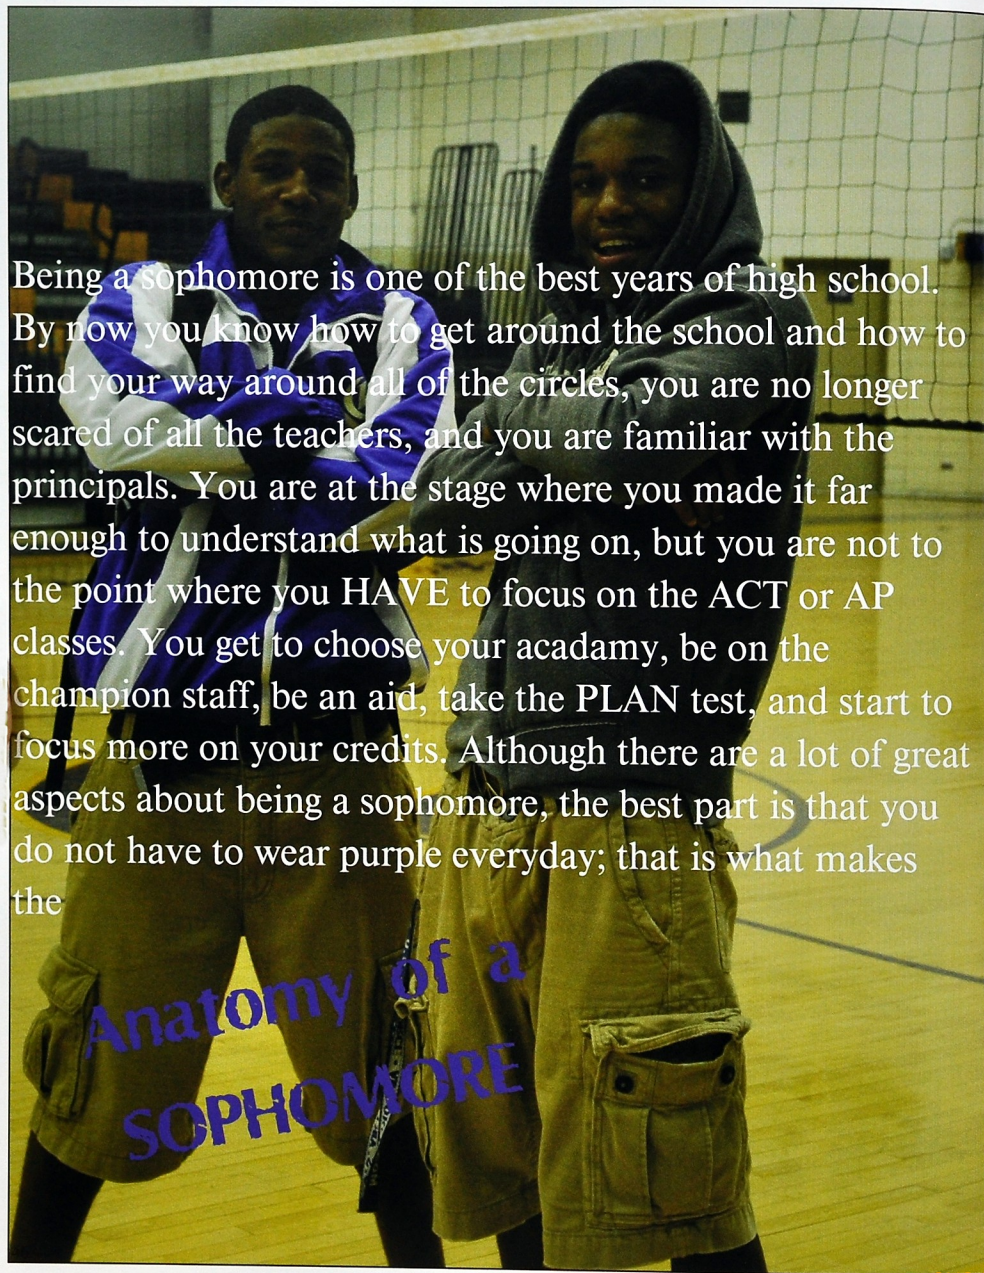 Being a sophomore is one of the best years of high school.
By now you know how to get around the school and how to
find your way around all of the circles, you are no longer
scared of all the teachers, and you are familiar with the
principals. You are at the stage where you made it far
enough to understand what is going on, but you are not to
the point where you HAVE to focus on the ACT or AP
classes. You get to choose your acadamy, be on the
champion staff, be an aid, take the PLAN test, and start to
focus more on your credits. Although there are a lot of great
aspects about being a sophomore, the best part is that you
do not have to wear purple everyday; that is what makes
the
Anatomy of a
SOPHOMORE